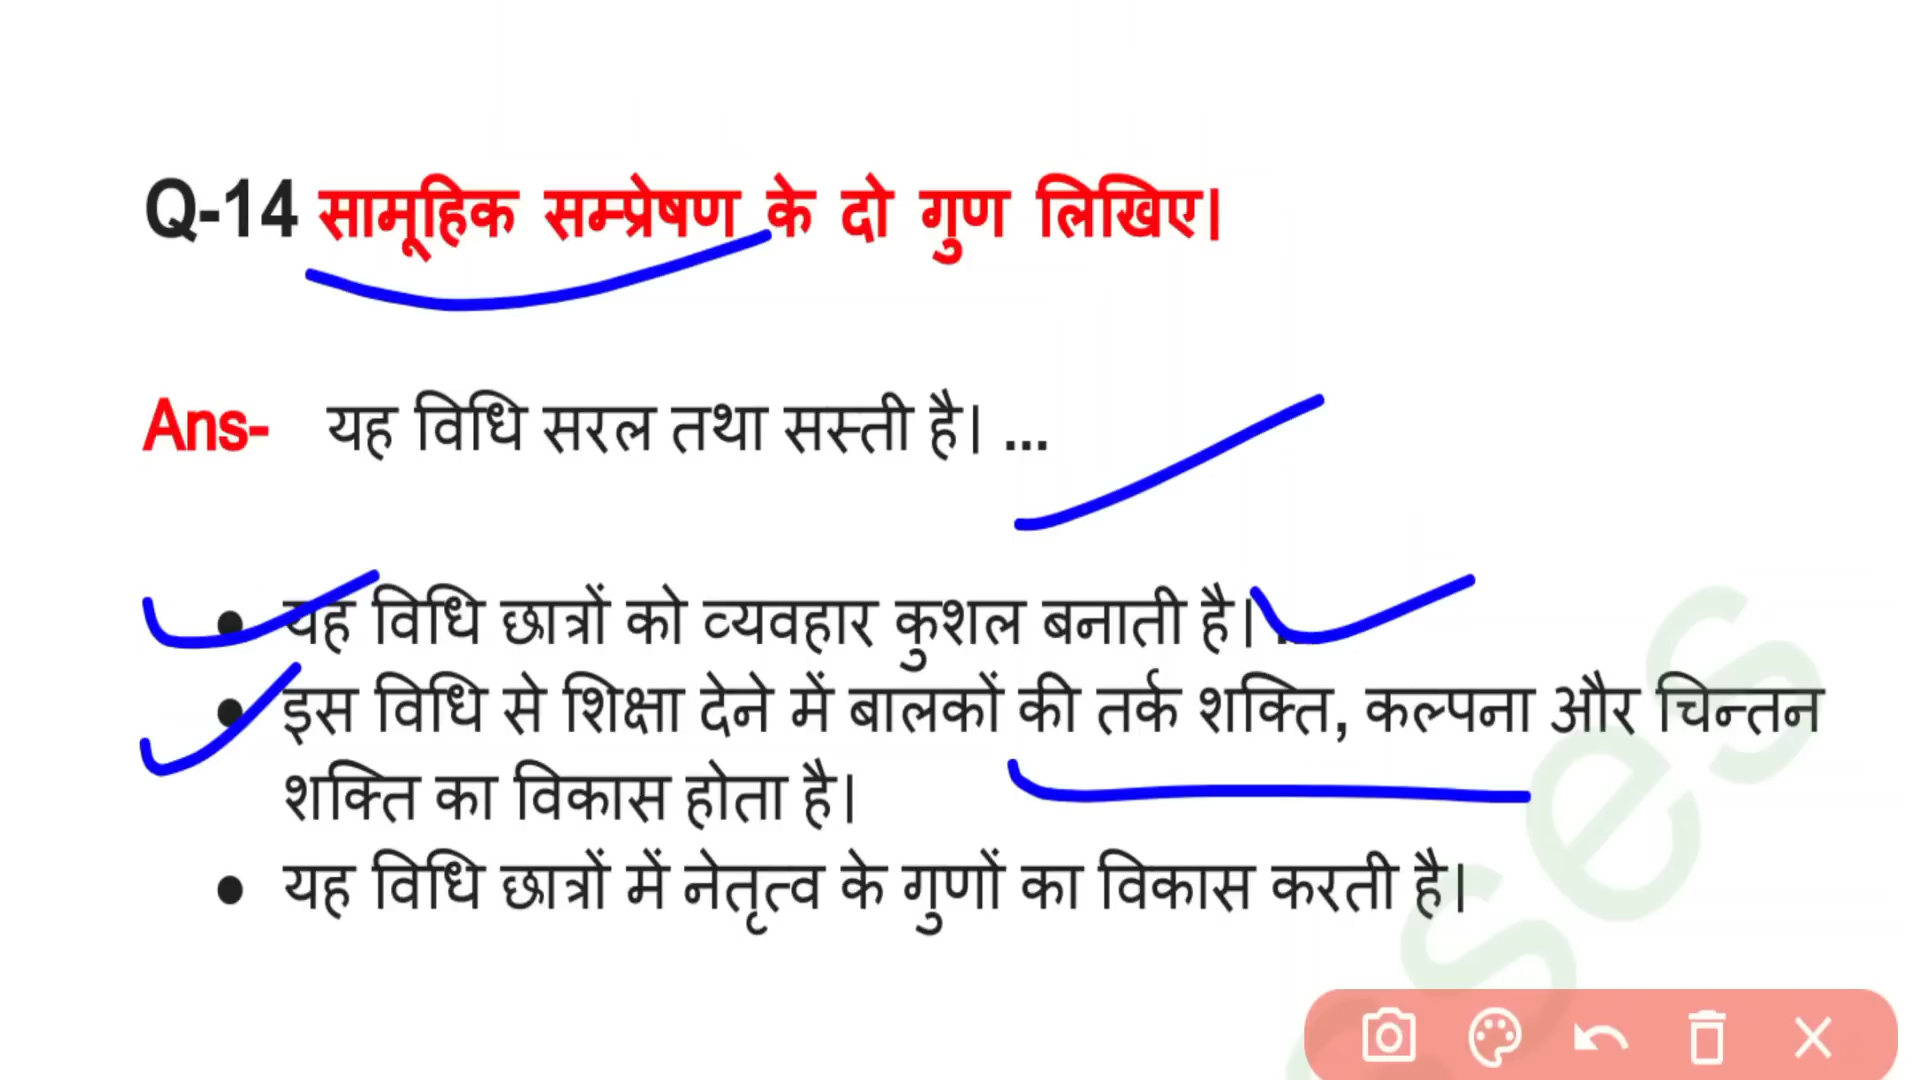 Q-14 सामूहिक सम्प्रेषण के दो गुण लिखिए।
Ans- यह विधि सरल तथा सस्ती है। ...
● यह विधि छात्रों को व्यवहार कुशल बनाती है। ...
● इस विधि से शिक्षा देने में बालकों की तर्क शक्ति, कल्पना और चिन्तन
शक्ति का विकास होता है।
● यह विधि छात्रों में नेतृत्व के गुणों का विकास करती है।